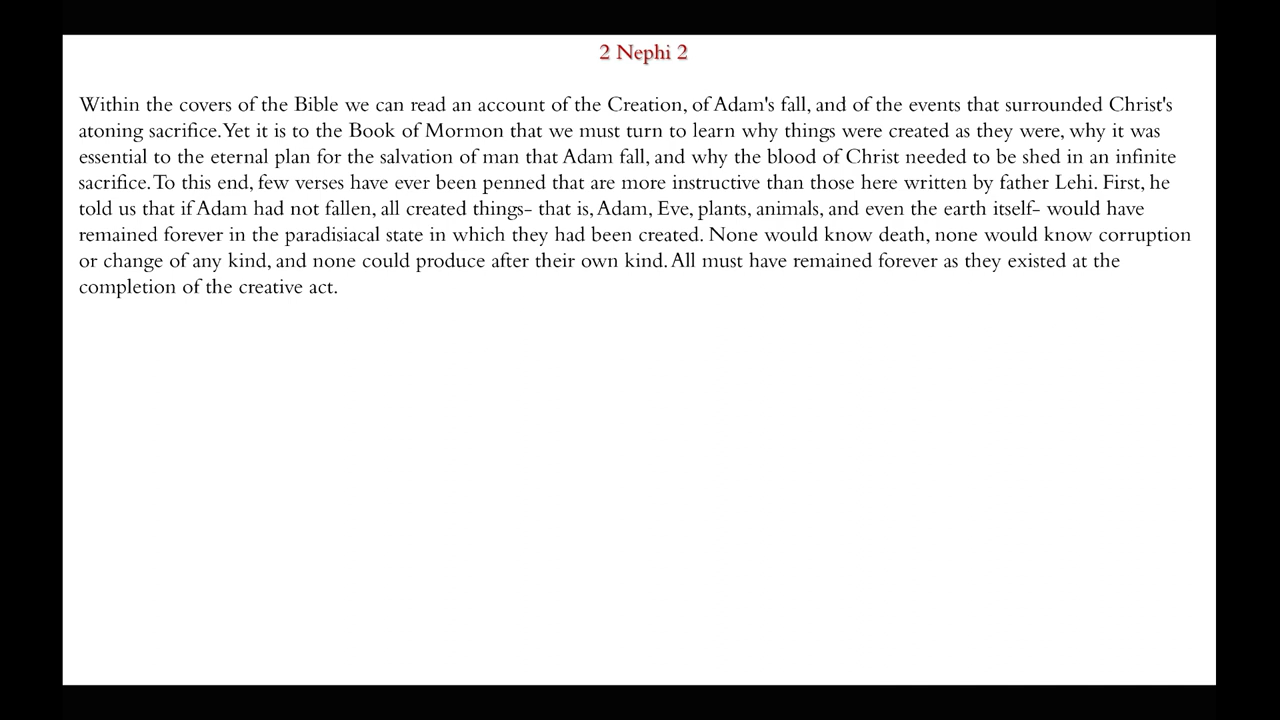 2 Nephi 2
Within the covers of the Bible we can read an account of the Creation, of Adam's fall, and of the events that surrounded Christ's
atoning sacrifice. Yet it is to the Book of Mormon that we must turn to learn why things were created as they were, why it was
essential to the eternal plan for the salvation of man that Adam fall, and why the blood of Christ needed to be shed in an infinite
sacrifice. To this end, few verses have ever been penned that are more instructive than those here written by father Lehi. First, he
told us that if Adam had not fallen, all created things- that is, Adam, Eve, plants, animals, and even the earth itself- would have
remained forever in the paradisiacal state in which they had been created. None would know death, none would know corruption
or change of any kind, and none could produce after their own kind. All must have remained forever as they existed at the
completion of the creative act.